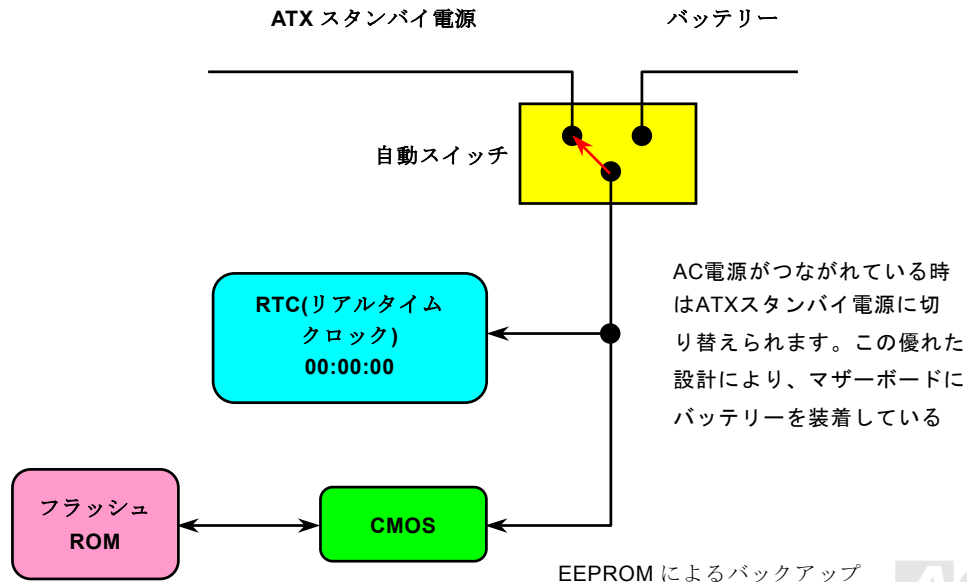 ATX スタンバイ電源
バッテリー
自動スイッチ
RTC(リアルタイム
クロック)
00:00:00
AC電源がつながれている時
はATXスタンバイ電源に切
り替えられます。この優れた
設計により、マザーボードに
バッテリーを装着している
フラッシュ
ROM
CMOS
EEPROM によるバックアップ